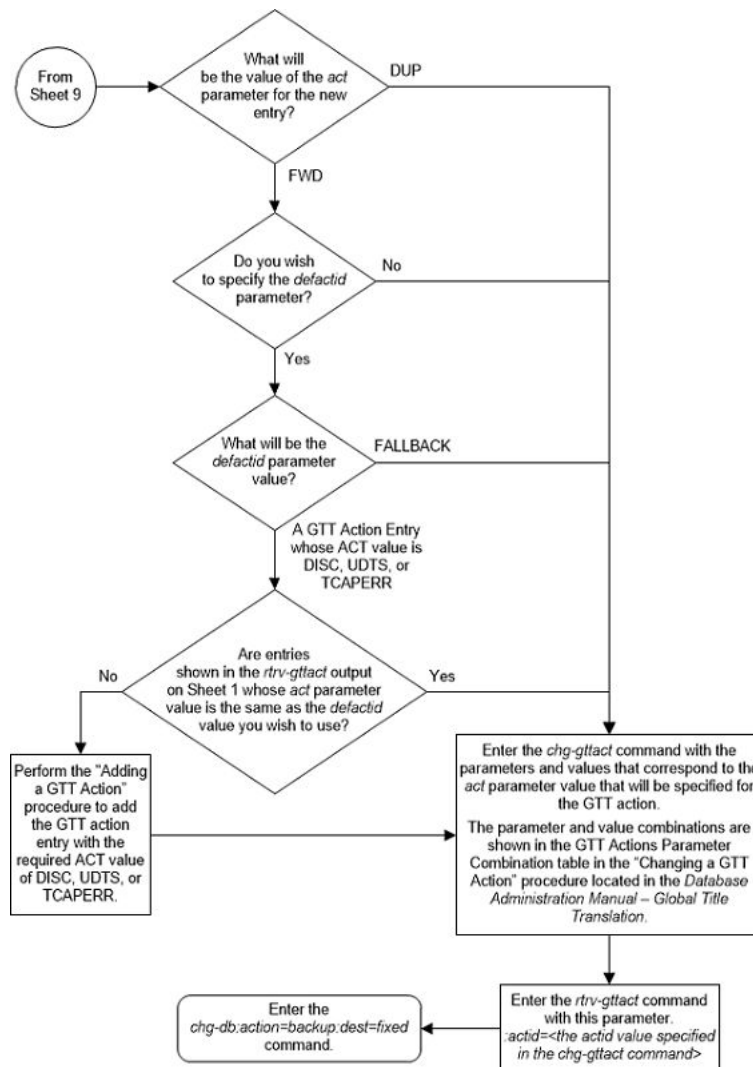 From
Sheet 9
What will
be the value of the act
parameter for the new
entry?
DUP
FWD
Do you wish
to specify the defactid
parameter?
No
Yes
What will be the
defactid parameter
value?
FALLBACK
A GTT Action Entry
whose ACT value is
DISC, UDTS, or
TCAPERR
Are entries
shown in the rtrv-gttact output
on Sheet 1 whose act parameter
value is the same as the defactid
value you wish to use?
No
Yes
Perform the "Adding
a GTT Action"
procedure to add
the GTT action
entry with the
required ACT value
of DISC, UDTS, or
TCAPERR.
Enter the chg-gttact command with the
parameters and values that correspond to the
act parameter value that will be specified for
the GTT action.
The parameter and value combinations are
shown in the GTT Actions Parameter
Combination table in the "Changing a GTT
Action" procedure located in the Database
Administration Manual – Global Title
Translation.
Enter the rtrv-gttact command
with this parameter.
:actid=<the actid value specified
in the chg-gttact command>
Enter the
chg-db:action=backup:dest=fixed
command.